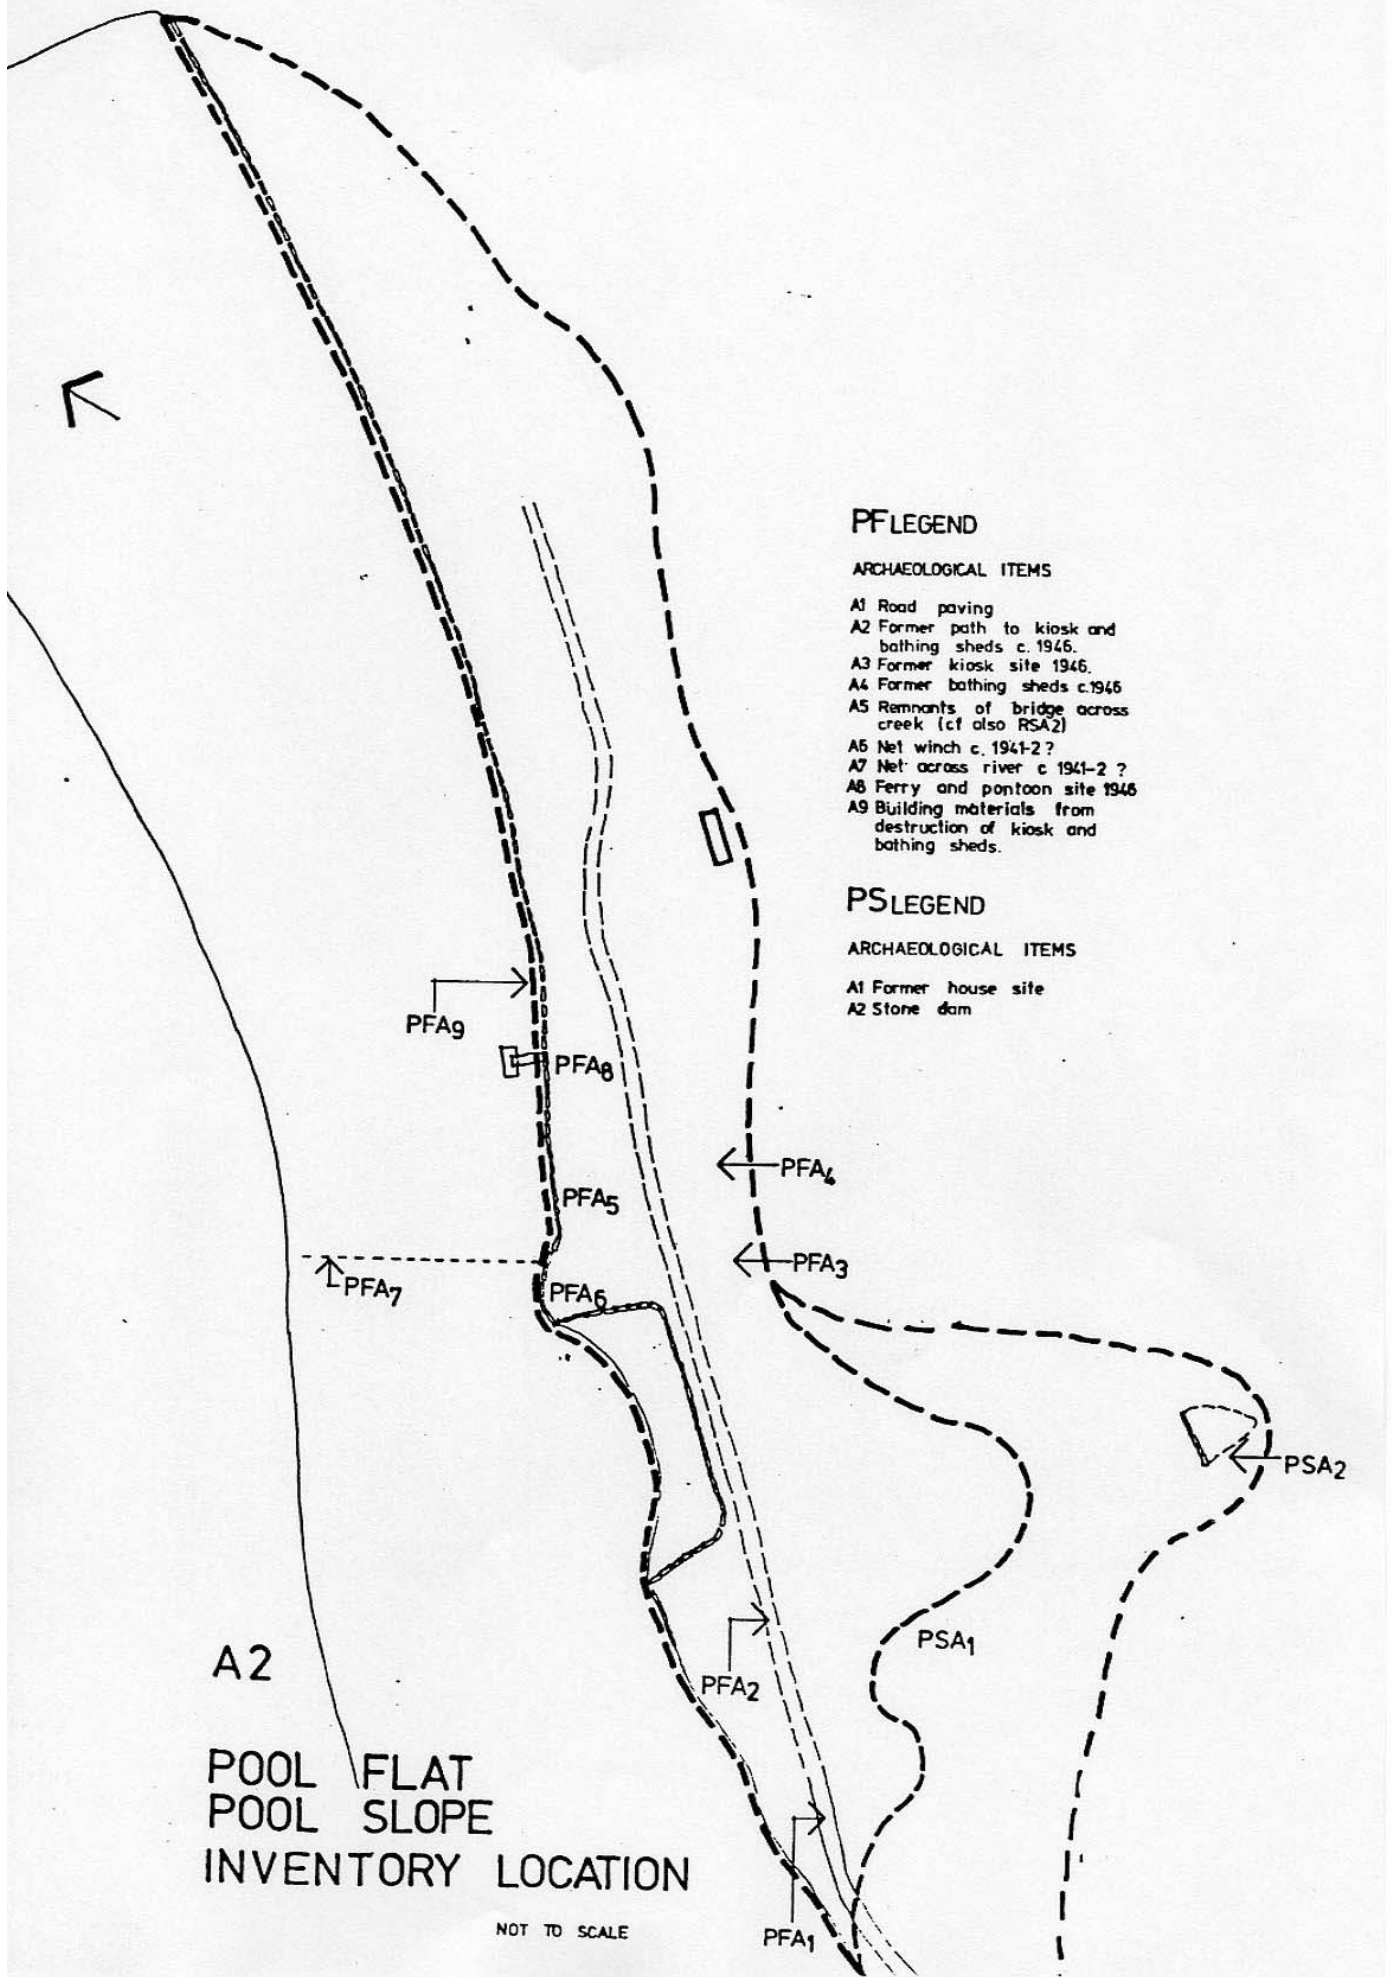 PF LEGEND
ARCHAEOLOGICAL ITEMS
A1 Road paving
A2 Former path to kiosk and
bathing sheds c. 1946.
A3 Former kiosk site 1946.
A4 Former bathing sheds c.1946
A5 Remnants of bridge across
creek (cf also RSA2)
A6 Net winch c. 1941-2 ?
A7 Net across river c 1941-2 ?
A8 Ferry and pontoon site 1946
A9 Building materials from
destruction of kiosk and
bathing sheds.
PS LEGEND
ARCHAEOLOGICAL ITEMS
A1 Former house site
A2 Stone dam
PFA9
PFA8
PFA4
PFA5
PFA3
PFA7
PFA6
PSA2
PSA1
PFA2
PFA1
A2
POOL FLAT
POOL SLOPE
INVENTORY LOCATION
NOT TO SCALE